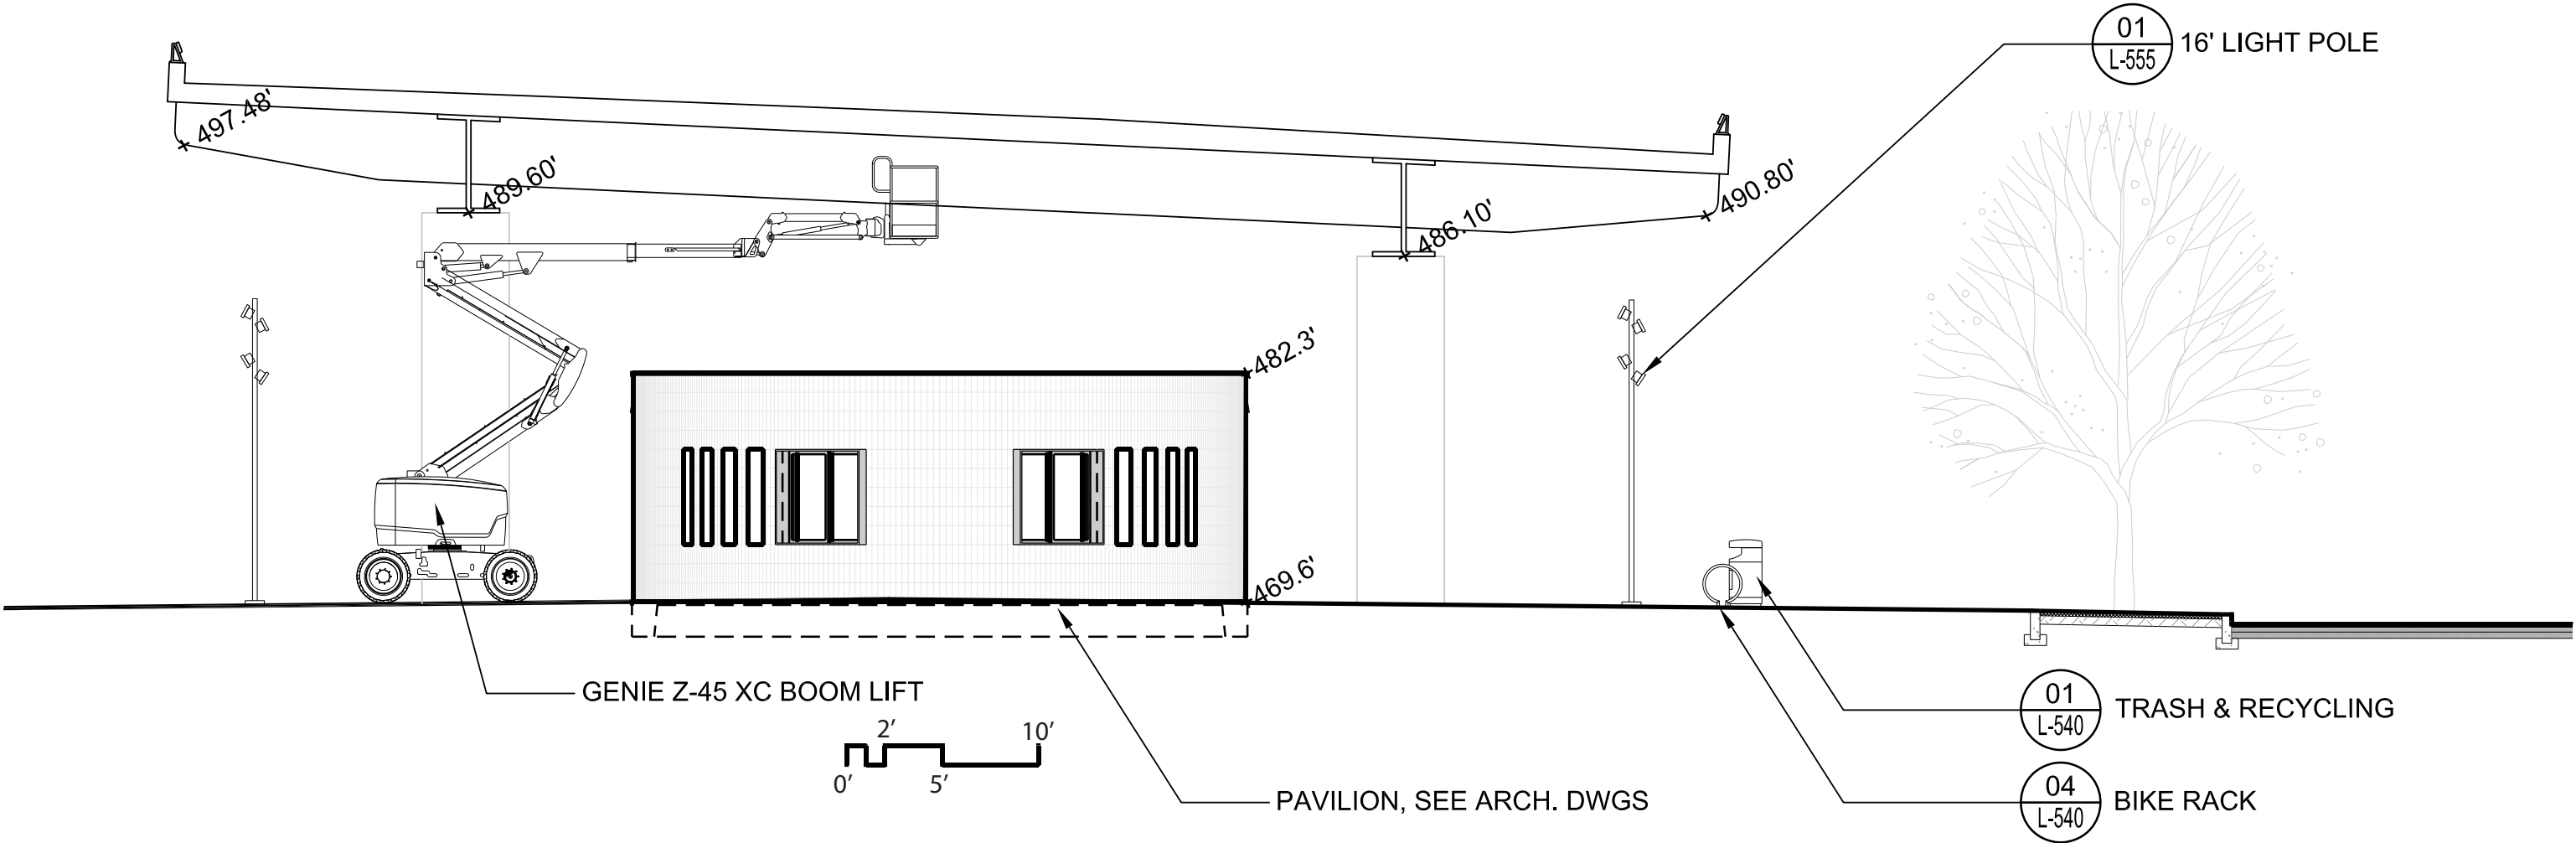 01
L-555
16' LIGHT POLE
497.48'
489.60'
490.80'
486.10'
482.3'
469.6'
GENIE Z-45 XC BOOM LIFT
01
L-540
TRASH & RECYCLING
2' 10'
0' 5'
PAVILION, SEE ARCH. DWGS
04
L-540
BIKE RACK